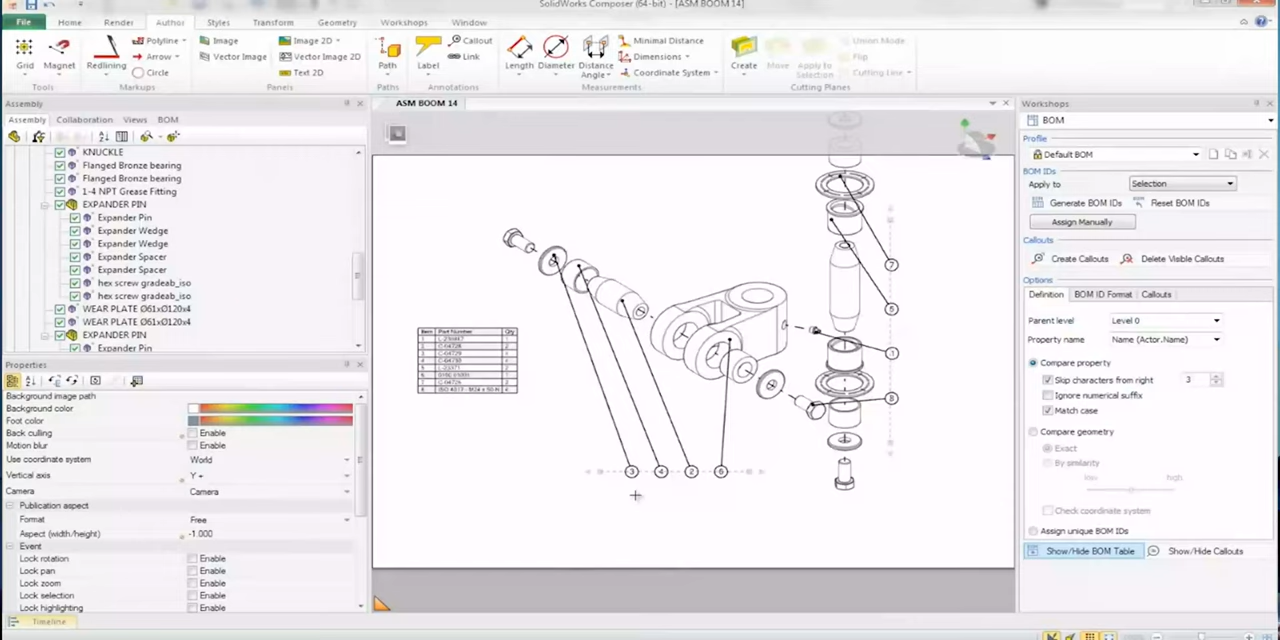 SolidWorks Composer (64-bit) - [ASM BOOM 14]
File Home Render Author Styles Transform Geometry Workshops Window
Polyline Image Image 2D Callout Minimal Distance Union Mode
Arrow Vector Image Vector Image 2D Link Dimensions Flip
Grid Magnet Redlining Circle Text 2D Path Label Length Diameter Distance Angle Coordinate System Create Move Apply to Selection Cutting Line
Tools Markups Panels Paths Annotations Measurements Cutting Planes
Assembly
Assembly Collaboration Views BOM
KNUCKLE
Flanged Bronze bearing
Flanged Bronze bearing
1-4 NPT Grease Fitting
EXPANDER PIN
Expander Pin
Expander Wedge
Expander Wedge
Expander Spacer
Expander Spacer
hex screw gradeab_iso
hex screw gradeab_iso
WEAR PLATE Ø61xØ120x4
WEAR PLATE Ø61xØ120x4
EXPANDER PIN
Expander Pin
Properties
Background image path
Background color
Foot color
Back culling Enable
Motion blur Enable
Use coordinate system World
Vertical axis Y +
Camera Camera
Publication aspect
Format Free
Aspect (width/height) -1.000
Event
Lock rotation Enable
Lock pan Enable
Lock zoom Enable
Lock selection Enable
Lock highlighting Enable
Timeline
ASM BOOM 14
Item Part Number Qty
7
5
1
8
3 4 2 6
Workshops
BOM
Profile
Default BOM
BOM IDs
Apply to Selection
Generate BOM IDs Reset BOM IDs
Assign Manually
Callouts
Create Callouts Delete Visible Callouts
Options
Definition BOM ID Format Callouts
Parent level Level 0
Property name Name (Actor.Name)
Compare property
Skip characters from right 3
Ignore numerical suffix
Match case
Compare geometry
Exact
By similarity
low high
Check coordinate system
Assign unique BOM IDs
Show/Hide BOM Table Show/Hide Callouts